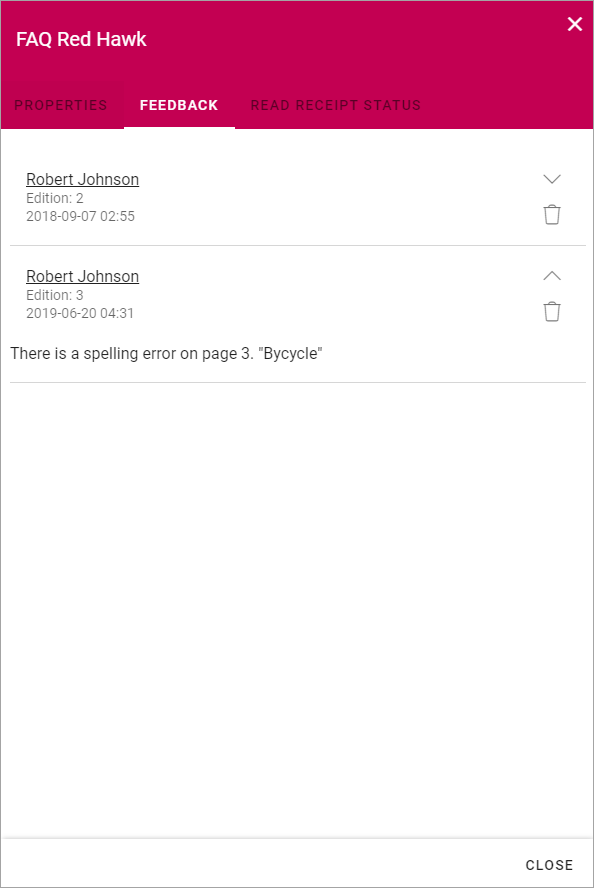 FAQ Red Hawk
PROPERTIES FEEDBACK READ RECEIPT STATUS
Robert Johnson
Edition: 2
2018-09-07 02:55
Robert Johnson
Edition: 3
2019-06-20 04:31
There is a spelling error on page 3. "Bycycle"
CLOSE